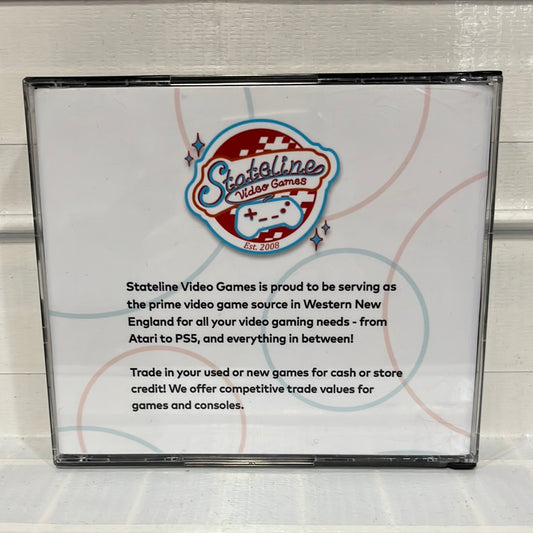 Stateline
Video Games
Est. 2008
Stateline Video Games is proud to be serving as
the prime video game source in Western New
England for all your video gaming needs - from
Atari to PS5, and everything in between!
Trade in your used or new games for cash or store
credit! We offer competitive trade values for
games and consoles.